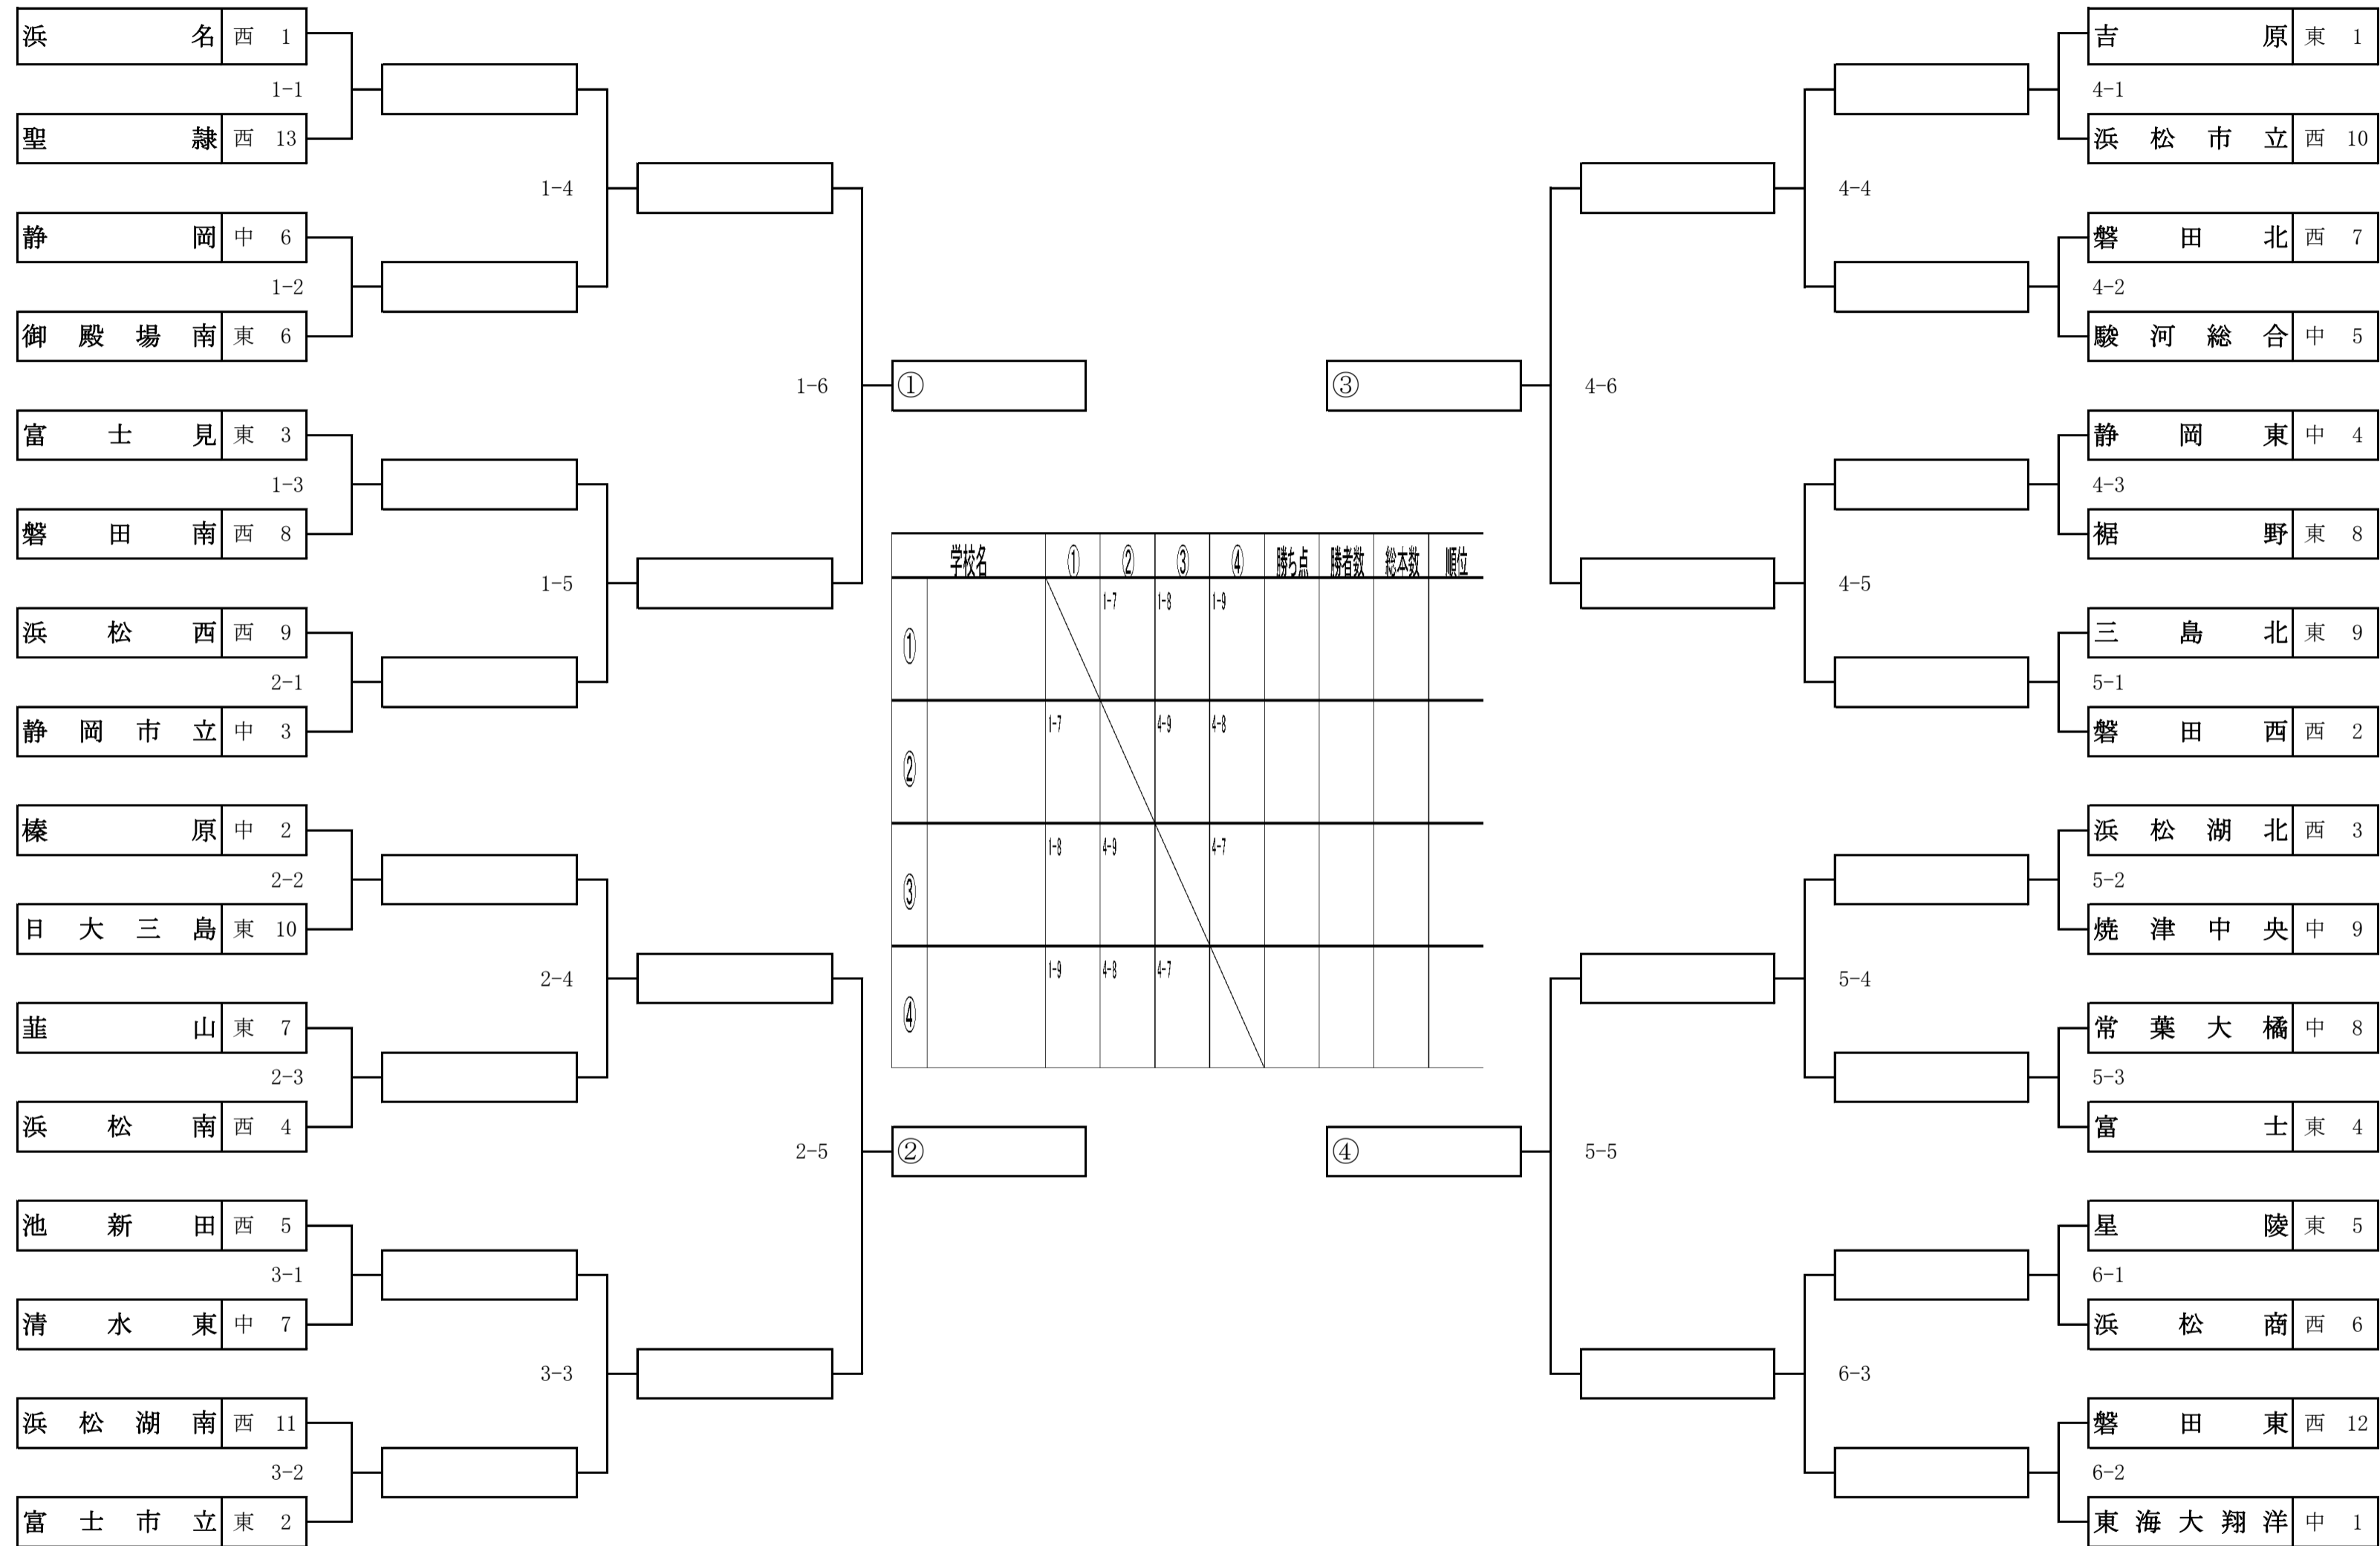 浜名 西 1
1-1
聖隷 西 13
1-4
静岡 中 6
1-2
御殿場南 東 6
1-6
①
富士見 東 3
1-3
磐田南 西 8
1-5
浜松西 西 9
2-1
静岡市立 中 3
榛原 中 2
2-2
日大三島 東 10
2-4
韮山 東 7
2-3
浜松南 西 4
2-5
②
池新田 西 5
3-1
清水東 中 7
3-3
浜松湖南 西 11
3-2
富士市立 東 2
学校名 ① ② ③ ④ 勝ち点 勝者数 総本数 順位
① 1-7 1-8 1-9
② 1-7 4-9 4-8
③ 1-8 4-9 4-7
④ 1-9 4-8 4-7
吉原 東 1
4-1
浜松市立 西 10
4-4
磐田北 西 7
4-2
駿河総合 中 5
③
4-6
静岡東 中 4
4-3
裾野 東 8
4-5
三島北 東 9
5-1
磐田西 西 2
浜松湖北 西 3
5-2
焼津中央 中 9
5-4
常葉大橘 中 8
5-3
富士 東 4
④
5-5
星陵 東 5
6-1
浜松商 西 6
6-3
磐田東 西 12
6-2
東海大翔洋 中 1